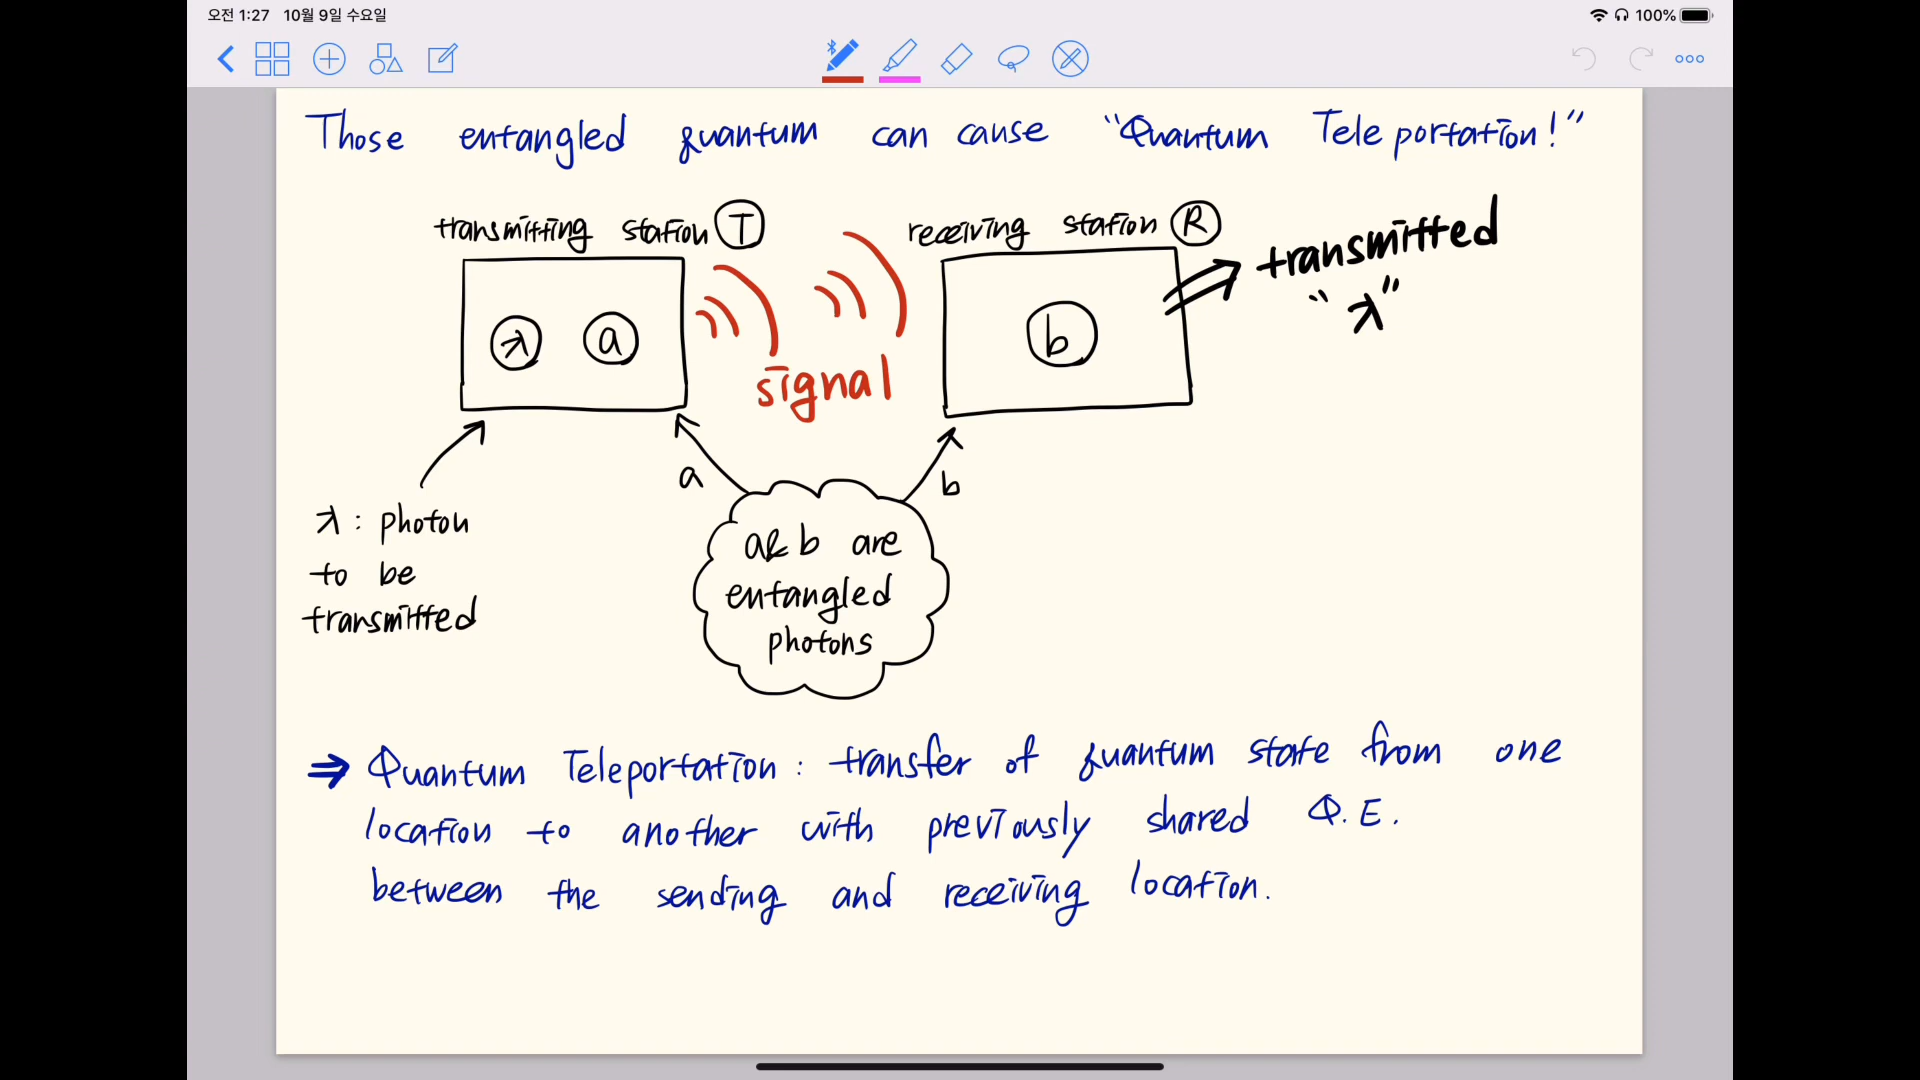 오전 1:27 10월 9일 수요일
100%
Those entangled quantum can cause "Quantum Teleportation!"
transmitting station T
receiving station R
transmitted
"λ"
λ a
b
signal
a
b
λ: photon
to be
transmitted
a & b are
entangled
photons
⇒ Quantum Teleportation: transfer of quantum state from one
location to another with previously shared Q.E.
between the sending and receiving location.